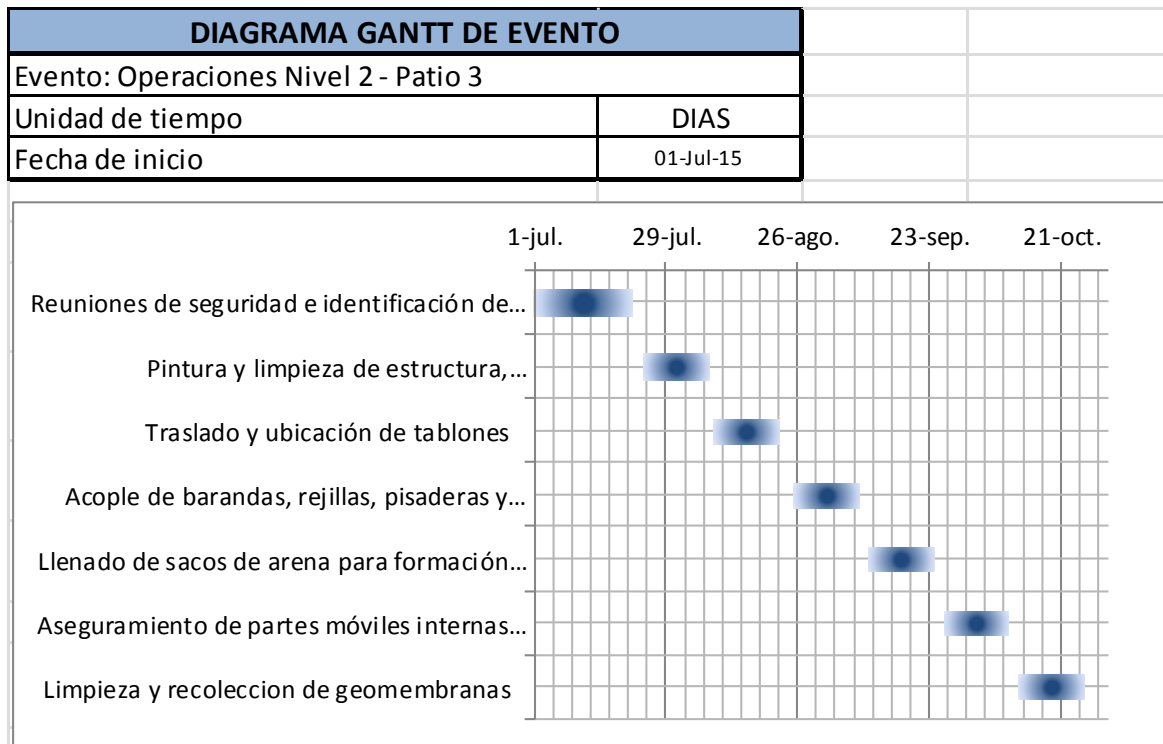 DIAGRAMA GANTT DE EVENTO
Evento: Operaciones Nivel 2 - Patio 3
Unidad de tiempo DIAS
Fecha de inicio 01-Jul-15
1-jul. 29-jul. 26-ago. 23-sep. 21-oct.
Reuniones de seguridad e identificación de...
Pintura y limpieza de estructura,...
Traslado y ubicación de tablones
Acople de barandas, rejillas, pisaderas y...
Llenado de sacos de arena para formación...
Aseguramiento de partes móviles internas...
Limpieza y recoleccion de geomembranas